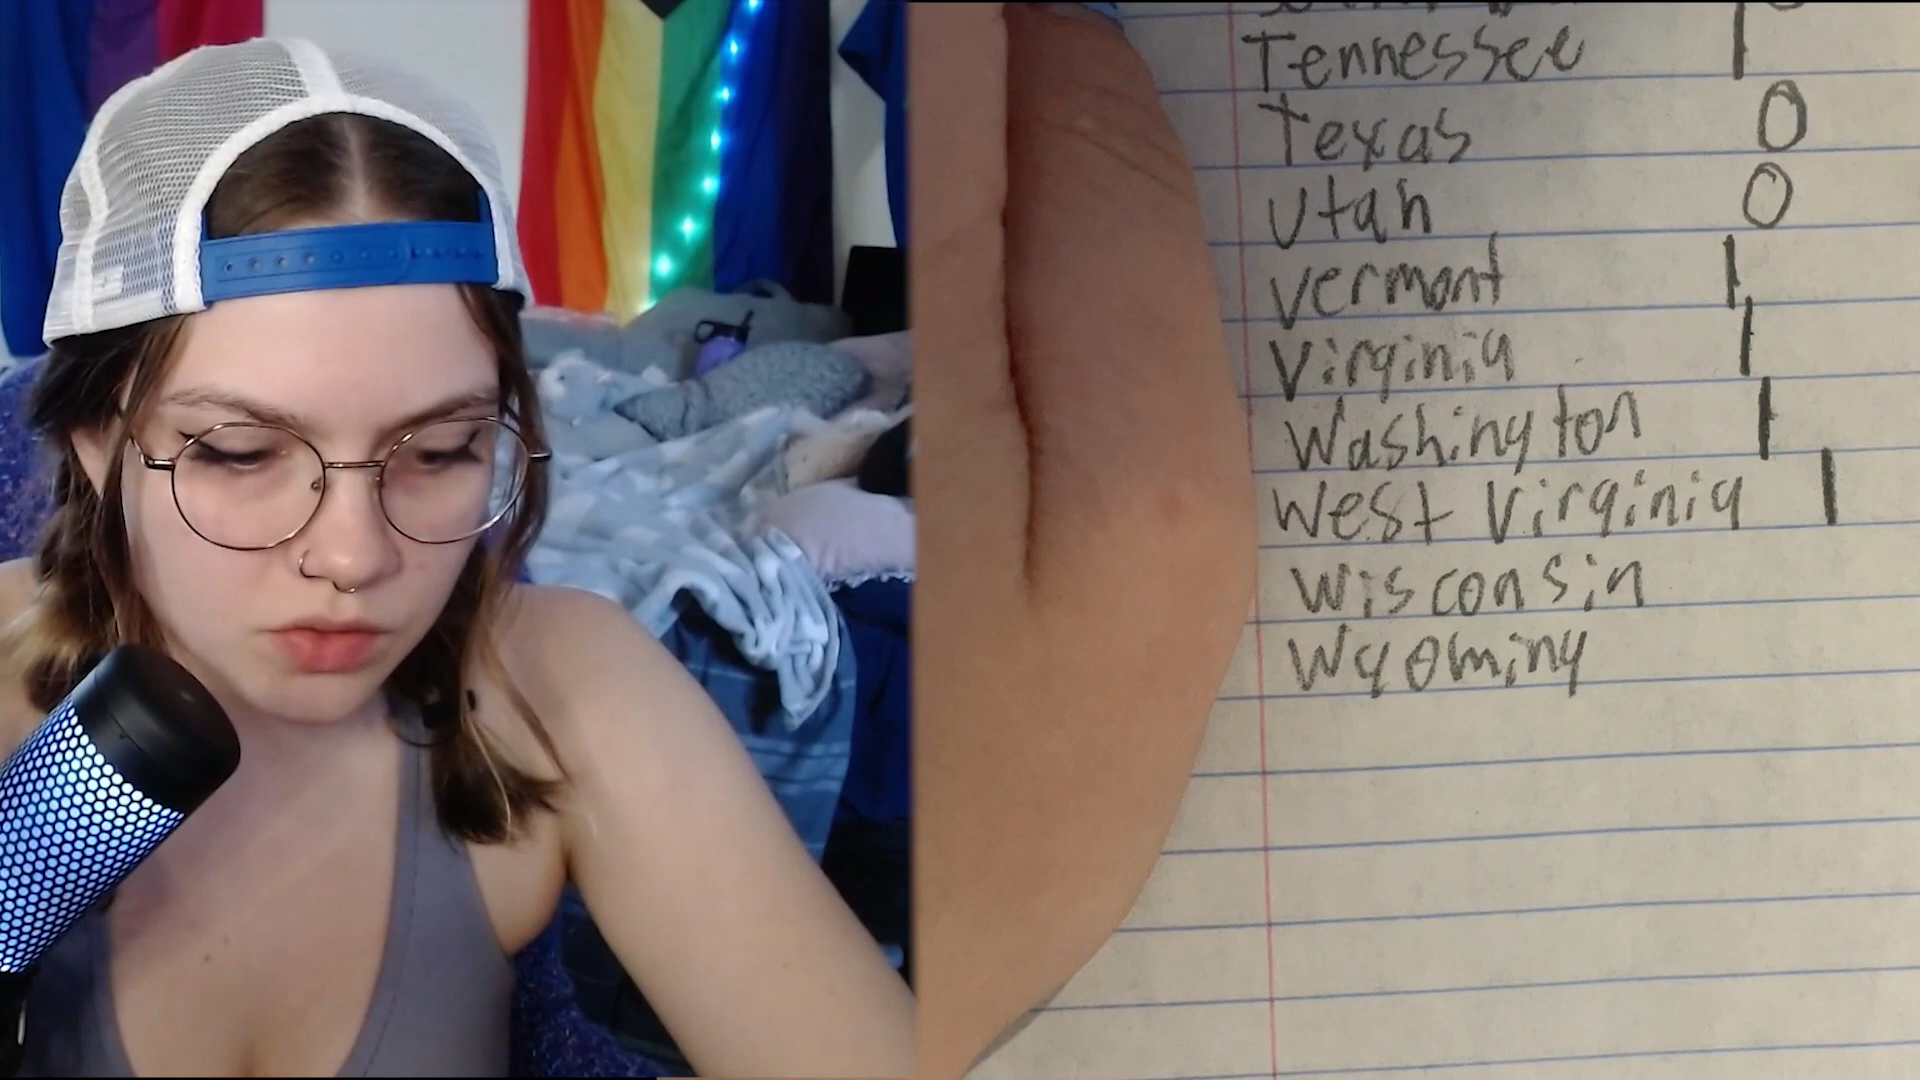 Tennessee 1
Texas 0
Utah 0
Vermont 1
Virginia 1
Washington 1
West Virginia 1
Wisconsin
Wyoming